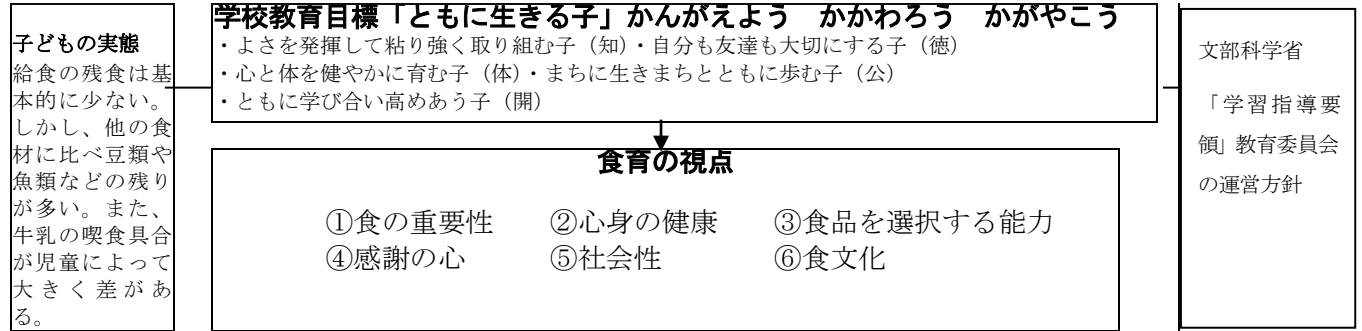 子どもの実態
給食の残食は基
本的に少ない。
しかし、他の食
材に比べ豆類や
魚類などの残り
が多い。また、
牛乳の喫食具合
が児童によって
大きく差があ
る。
学校教育目標「ともに生きる子」かんがえよう　かかわろう　かがやこう
・よさを発揮して粘り強く取り組む子（知）・自分も友達も大切にする子（徳）
・心と体を健やかに育む子（体）・まちに生きまちとともに歩む子（公）
・ともに学び合い高めあう子（開）
食育の視点
①食の重要性　②心身の健康　③食品を選択する能力
④感謝の心　⑤社会性　⑥食文化
文部科学省
「学習指導要
領」教育委員会
の運営方針